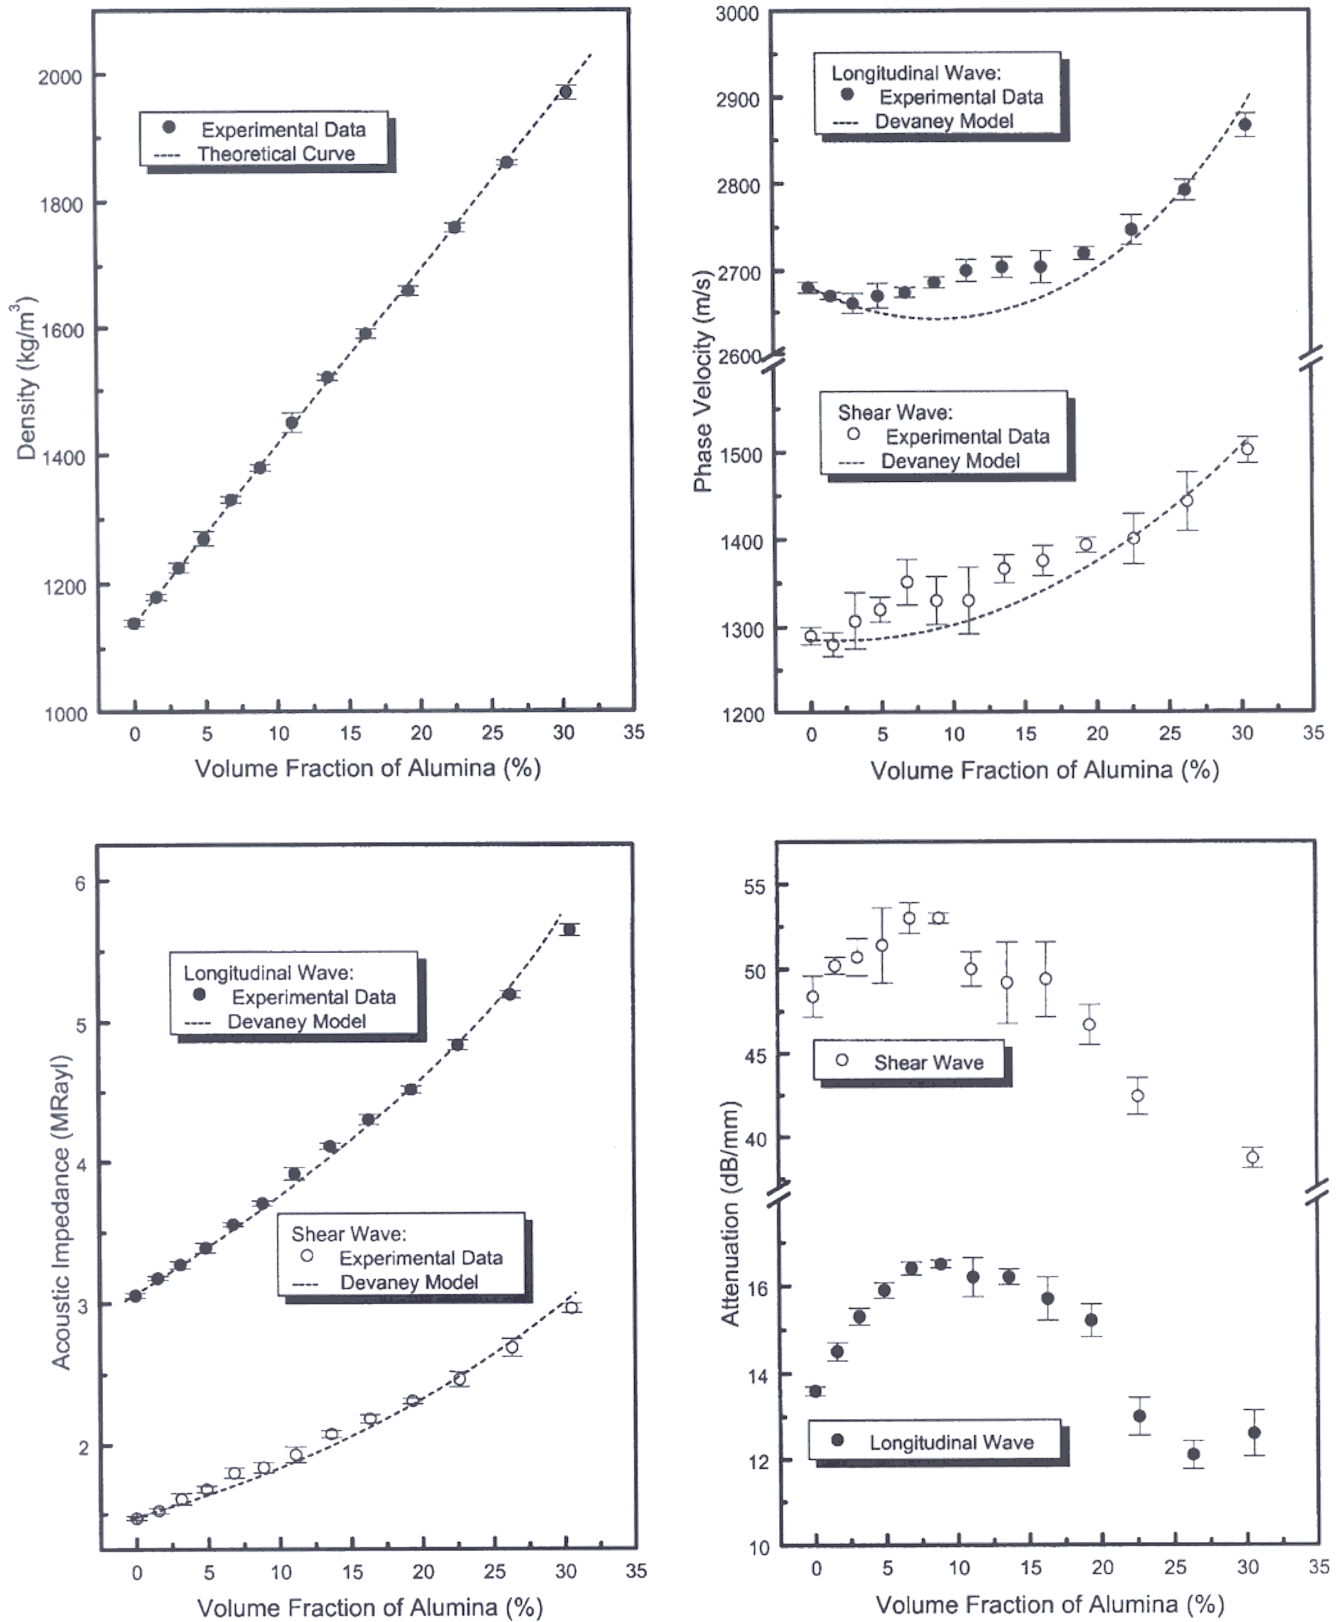 2000
1800
1600
1400
1200
1000
Density (kg/m³)
Experimental Data
Theoretical Curve
0 5 10 15 20 25 30 35
Volume Fraction of Alumina (%)
3000
2900
2800
2700
2600
1500
1400
1300
1200
Phase Velocity (m/s)
Longitudinal Wave:
Experimental Data
Devaney Model
Shear Wave:
Experimental Data
Devaney Model
0 5 10 15 20 25 30 35
Volume Fraction of Alumina (%)
6
5
4
3
2
Acoustic Impedance (MRayl)
Longitudinal Wave:
Experimental Data
Devaney Model
Shear Wave:
Experimental Data
Devaney Model
0 5 10 15 20 25 30 35
Volume Fraction of Alumina (%)
55
50
45
40
16
14
12
10
Attenuation (dB/mm)
Shear Wave
Longitudinal Wave
0 5 10 15 20 25 30 35
Volume Fraction of Alumina (%)